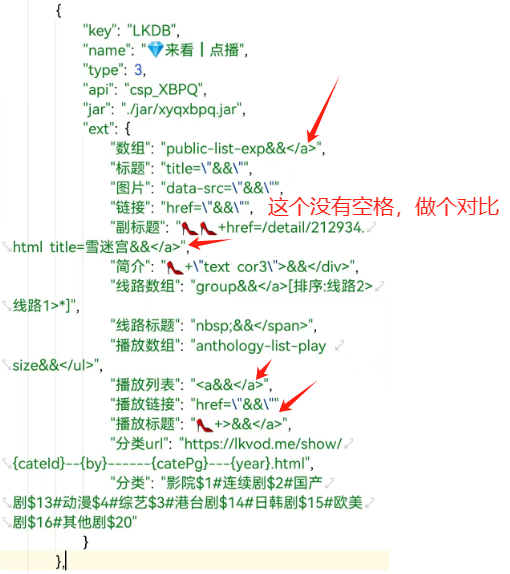 {
"key": "LKDB",
"name": "💎来看┃点播",
"type": 3,
"api": "csp_XBPQ",
"jar": "./jar/xyqxbpq.jar",
"ext": {
"数组": "public-list-exp&&</a>",
"标题": "title=\"&&\"",
"图片": "data-src=\"&&\"",
"链接": "href=\"&&\"", 这个没有空格，做个对比
"副标题": "👠👠+href=/detail/212934.
html title=雪迷宫&&</a>",
"简介": "👠+\"text cor3\">&&</div>",
"线路数组": "group&&</a>[排序:线路2>
线路1>*]",
"线路标题": "nbsp;&&</span>",
"播放数组": "anthology-list-play
size&&</ul>",
"播放列表": "<a&&</a>",
"播放链接": "href=\"&&\""
"播放标题": "👠+>&&</a>",
"分类url": "https://lkvod.me/show/
{cateId}--{by}------{catePg}---{year}.html",
"分类": "影院$1#连续剧$2#国产
剧$13#动漫$4#综艺$3#港台剧$14#日韩剧$15#欧美
剧$16#其他剧$20"
}
},